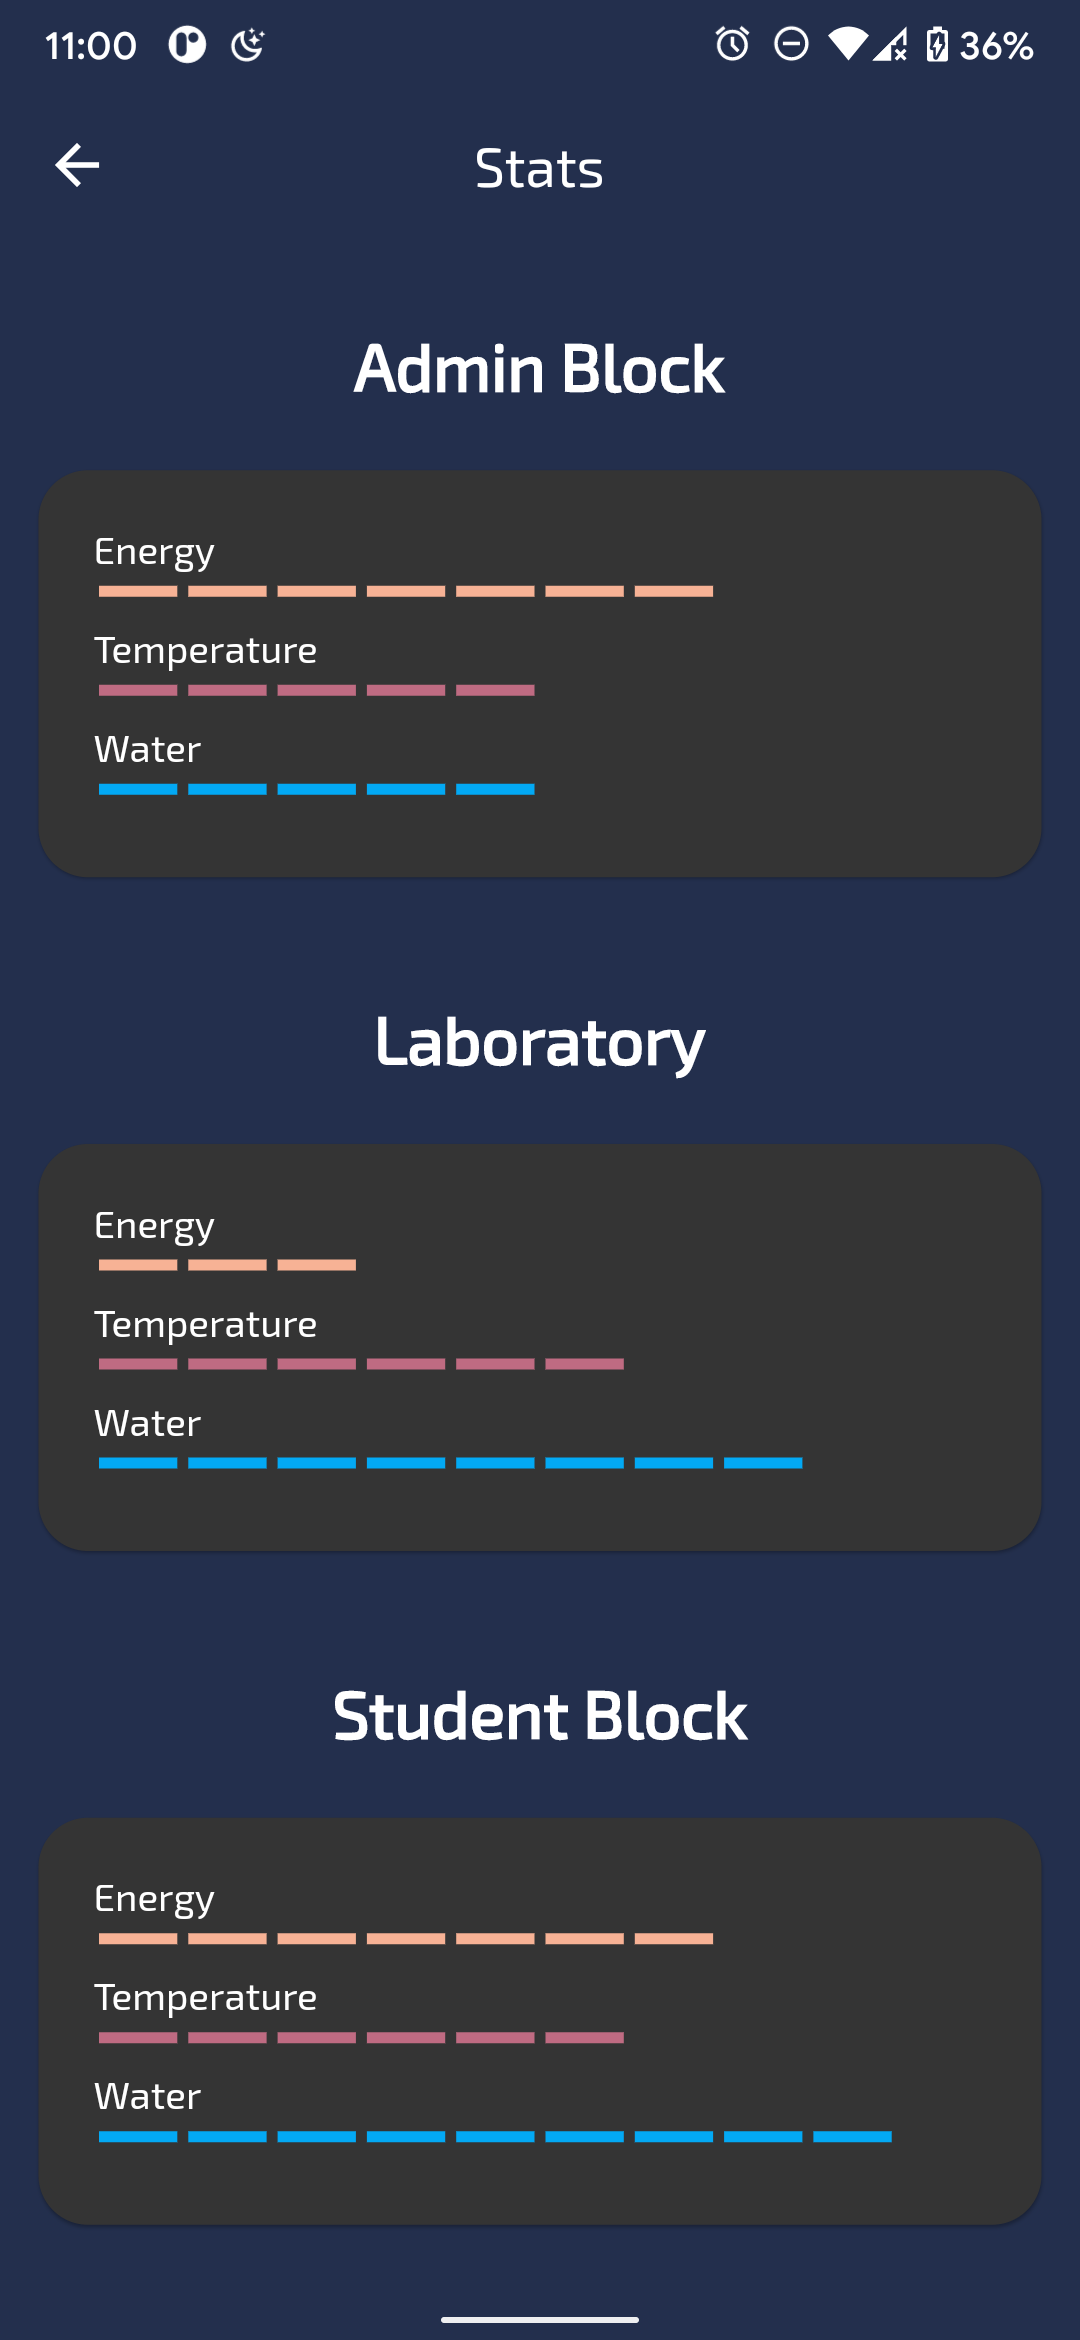 11:00 36%
Stats
Admin Block
Energy
Temperature
Water
Laboratory
Energy
Temperature
Water
Student Block
Energy
Temperature
Water